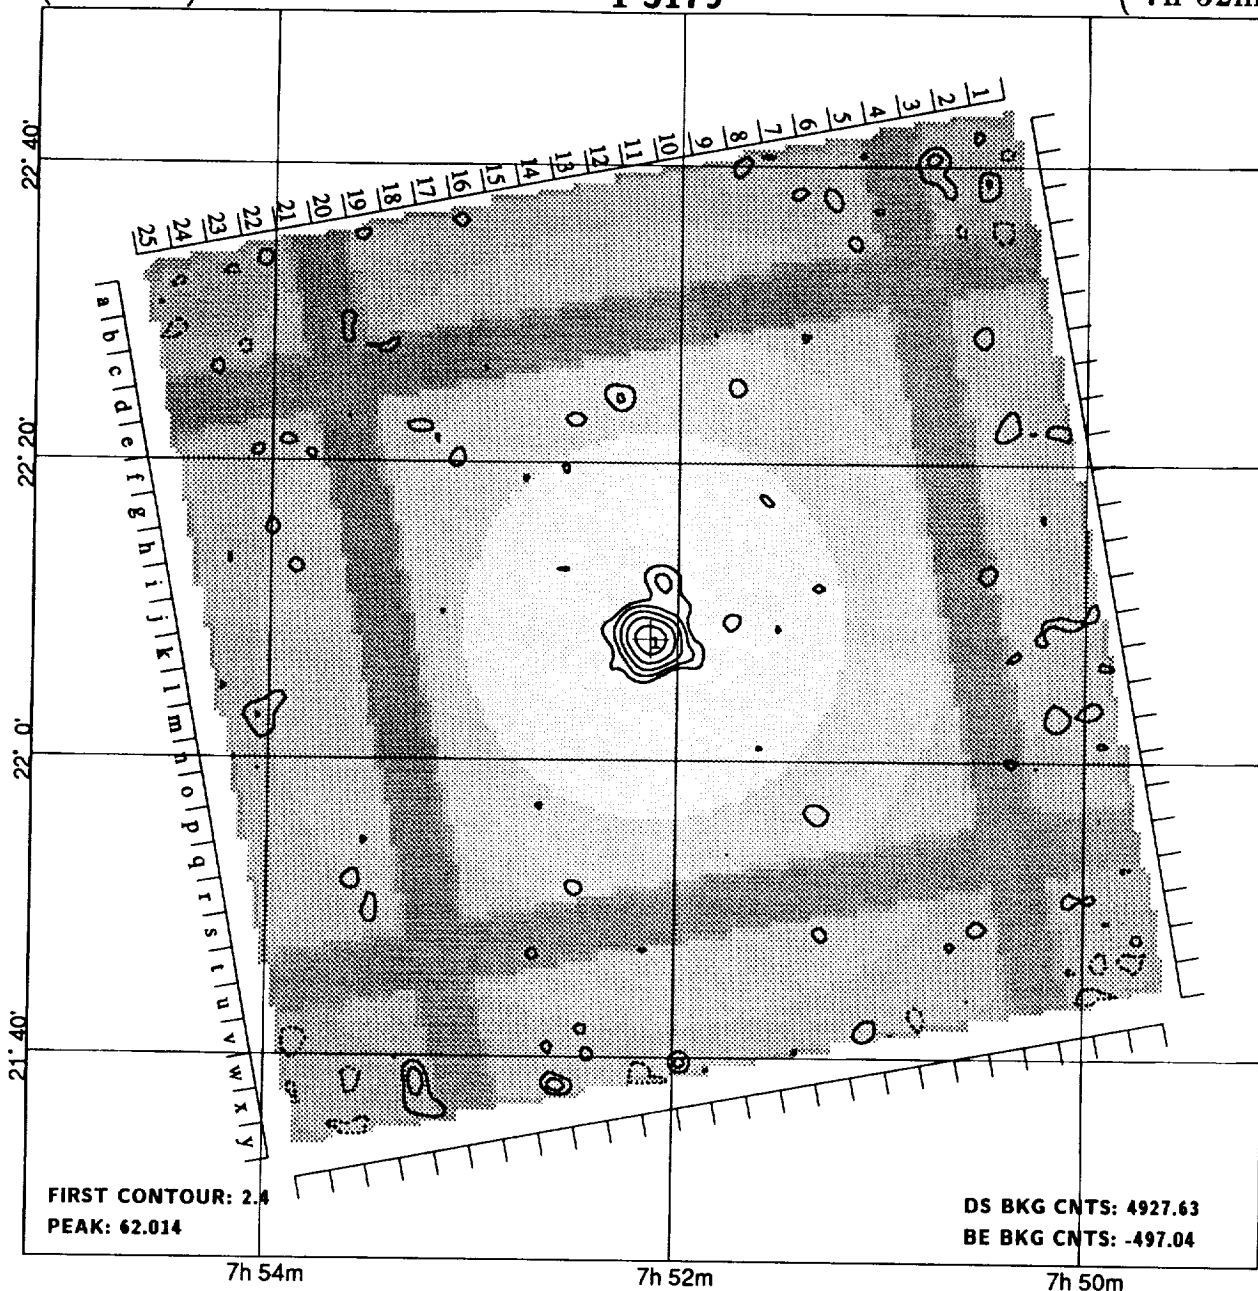 22° 40'
22° 20'
22° 0'
21° 40'
25 24 23 22 21 20 19 18 17 16 15 14 13 12 11 10 9 8 7 6 5 4 3 2 1
a b c d e f g h i j k l m n o p q r s t u v w x y
1
FIRST CONTOUR: 2.4
PEAK: 62.014
DS BKG CNTS: 4927.63
BE BKG CNTS: -497.04
7h 54m
7h 52m
7h 50m